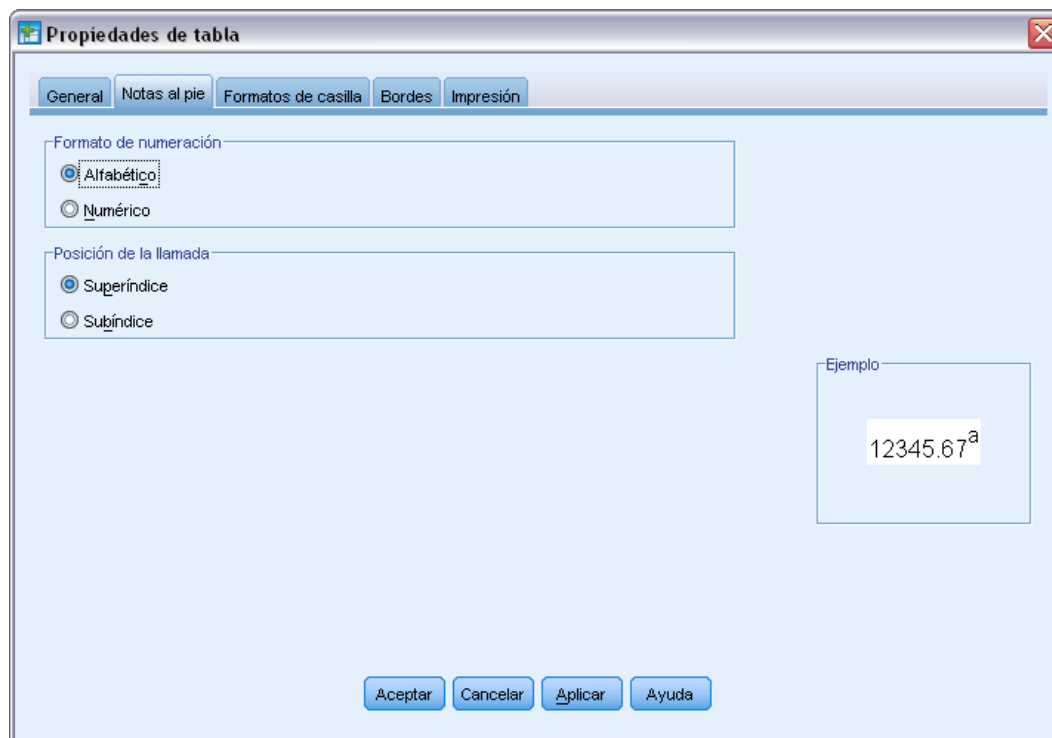 Propiedades de tabla
General Notas al pie Formatos de casilla Bordes Impresión
Formato de numeración
Alfabético
Numérico
Posición de la llamada
Superíndice
Subíndice
Ejemplo
12345.67a
Aceptar Cancelar Aplicar Ayuda